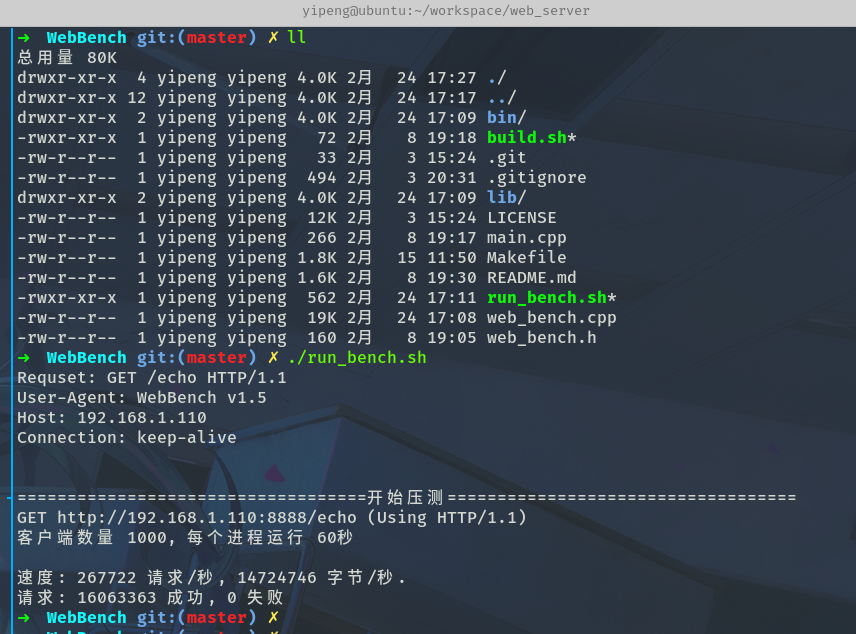 yipeng@ubuntu:~/workspace/web_server
➜ WebBench git:(master) ✗ ll
总用量 80K
drwxr-xr-x 4 yipeng yipeng 4.0K 2月 24 17:27 ./
drwxr-xr-x 12 yipeng yipeng 4.0K 2月 24 17:17 ../
drwxr-xr-x 2 yipeng yipeng 4.0K 2月 24 17:09 bin/
-rwxr-xr-x 1 yipeng yipeng 72 2月 8 19:18 build.sh*
-rw-r--r-- 1 yipeng yipeng 33 2月 3 15:24 .git
-rw-r--r-- 1 yipeng yipeng 494 2月 3 20:31 .gitignore
drwxr-xr-x 2 yipeng yipeng 4.0K 2月 24 17:09 lib/
-rw-r--r-- 1 yipeng yipeng 12K 2月 3 15:24 LICENSE
-rw-r--r-- 1 yipeng yipeng 266 2月 8 19:17 main.cpp
-rw-r--r-- 1 yipeng yipeng 1.8K 2月 15 11:50 Makefile
-rw-r--r-- 1 yipeng yipeng 1.6K 2月 8 19:30 README.md
-rwxr-xr-x 1 yipeng yipeng 562 2月 24 17:11 run_bench.sh*
-rw-r--r-- 1 yipeng yipeng 19K 2月 24 17:08 web_bench.cpp
-rw-r--r-- 1 yipeng yipeng 160 2月 8 19:05 web_bench.h
➜ WebBench git:(master) ✗ ./run_bench.sh
Requset: GET /echo HTTP/1.1
User-Agent: WebBench v1.5
Host: 192.168.1.110
Connection: keep-alive
===================================开始压测===================================
GET http://192.168.1.110:8888/echo (Using HTTP/1.1)
客户端数量 1000, 每个进程运行 60秒
速度: 267722 请求/秒, 14724746 字节/秒.
请求: 16063363 成功, 0 失败
➜ WebBench git:(master) ✗